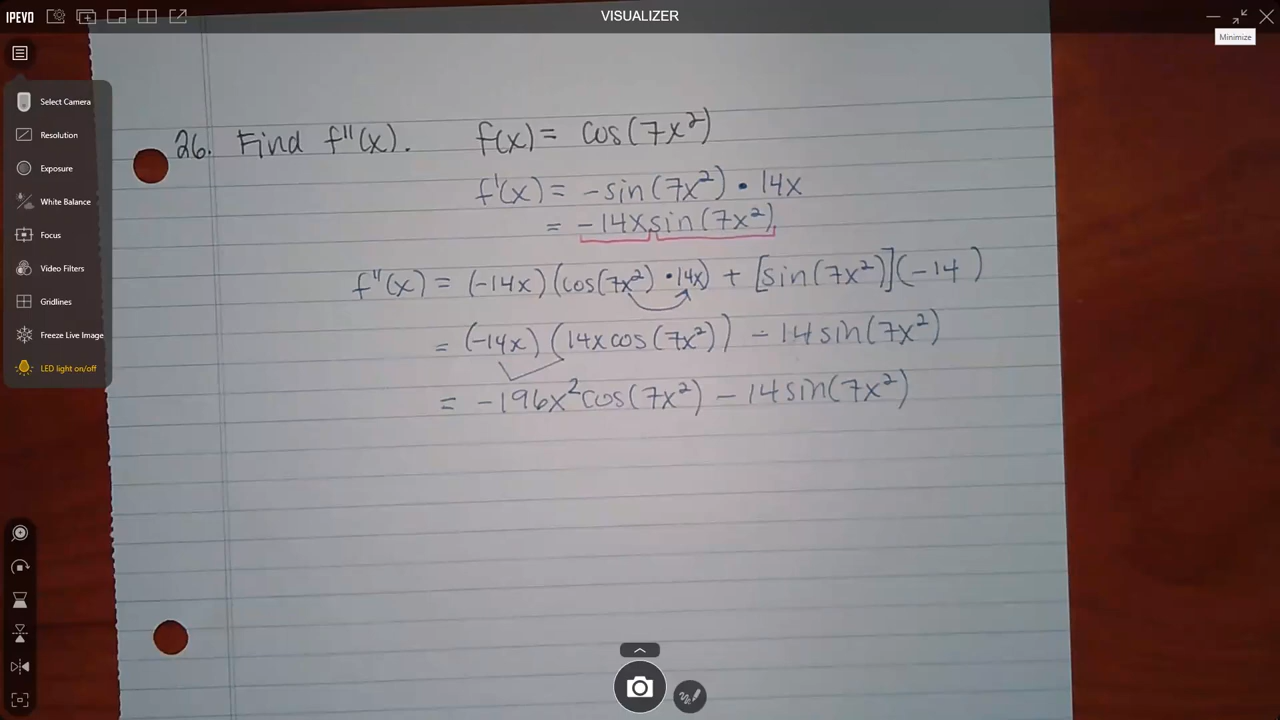 IPEVO
VISUALIZER
Minimize
Select Camera
Resolution
Exposure
White Balance
Focus
Video Filters
Gridlines
Freeze Live Image
LED light on/off
26. Find f''(x). f(x) = cos(7x²)
f'(x) = -sin(7x²) • 14x
= -14x sin(7x²)
f''(x) = (-14x)(cos(7x²) • 14x) + [sin(7x²)](-14)
= (-14x)(14x cos(7x²)) - 14 sin(7x²)
= -196x² cos(7x²) - 14 sin(7x²)